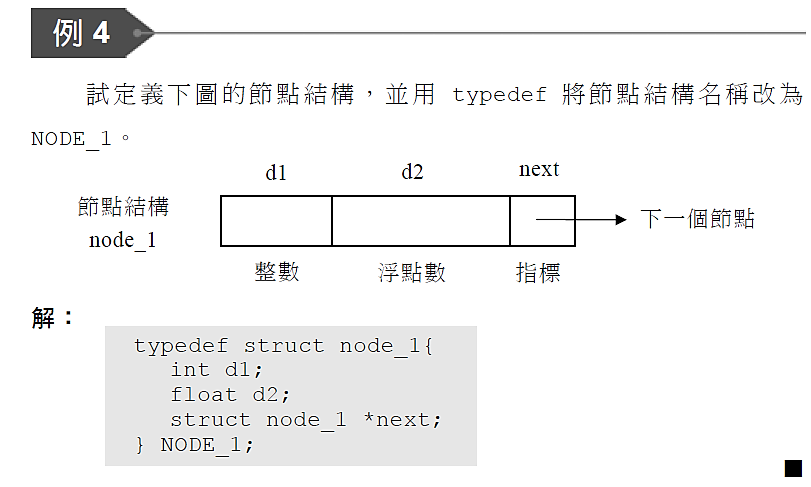 例 4
試定義下圖的節點結構，並用 typedef 將節點結構名稱改為
NODE_1。
d1 d2 next
節點結構
node_1
下一個節點
整數 浮點數 指標
解：
typedef struct node_1{
int d1;
float d2;
struct node_1 *next;
} NODE_1;